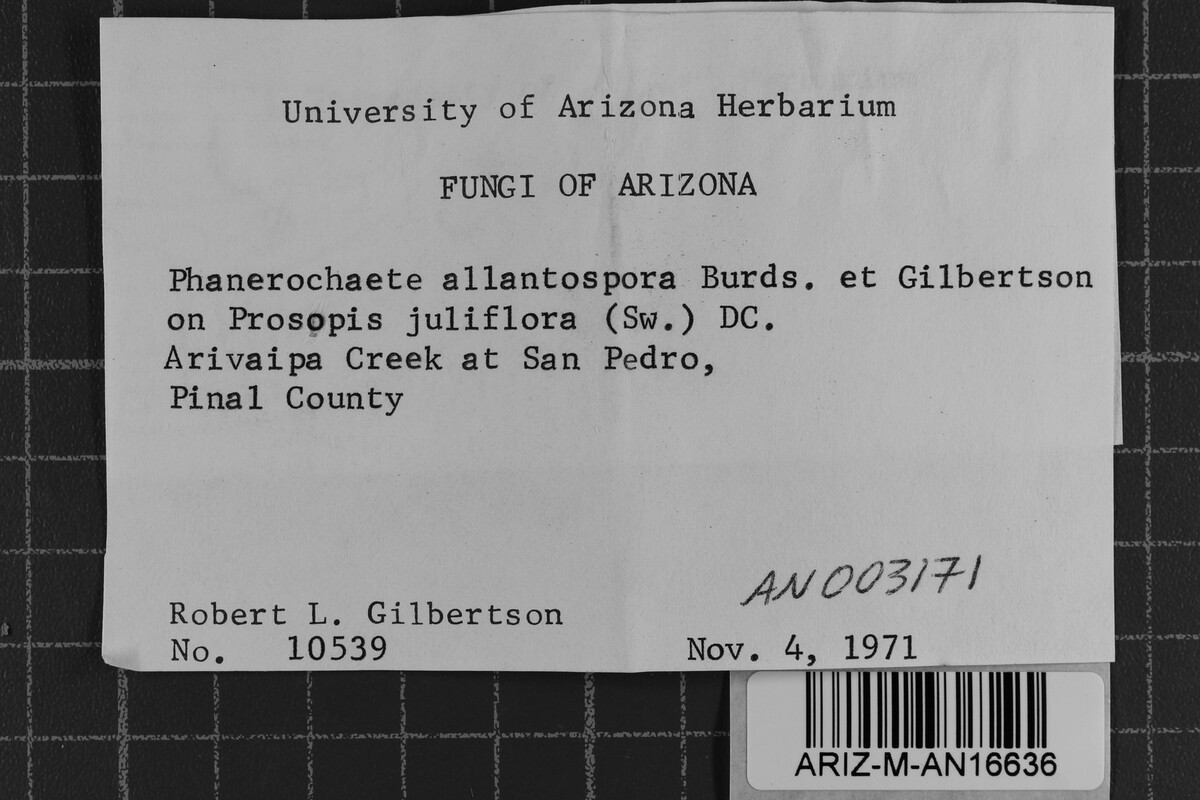 University of Arizona Herbarium
FUNGI OF ARIZONA
Phanerochaete allantospora Burds. et Gilbertson
on Prosopis juliflora (Sw.) DC.
Arivaipa Creek at San Pedro,
Pinal County
AN003171
Robert L. Gilbertson
No. 10539
Nov. 4, 1971
ARIZ-M-AN16636